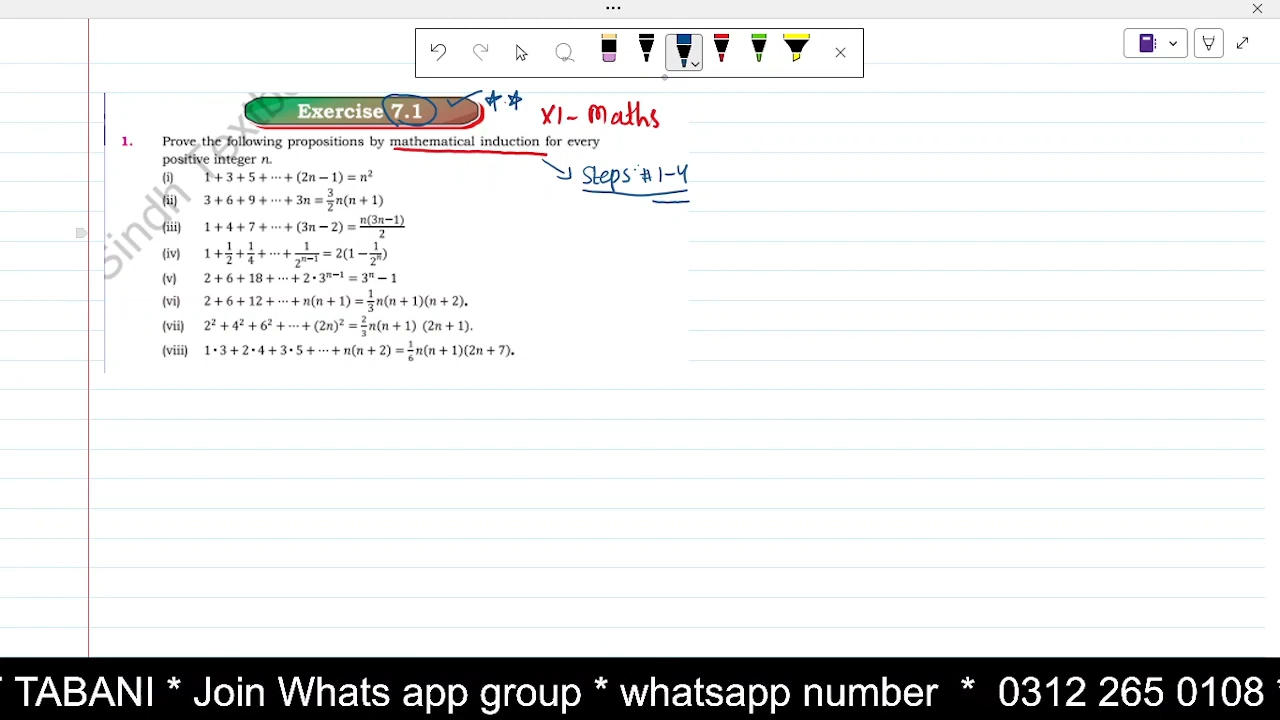 Exercise 7.1
XI- Maths
1. Prove the following propositions by mathematical induction for every
positive integer n.
Steps # 1-4
(i) 1 + 3 + 5 + ⋯ + (2n − 1) = n²
(ii) 3 + 6 + 9 + ⋯ + 3n = 3/2 n(n + 1)
(iii) 1 + 4 + 7 + ⋯ + (3n − 2) = n(3n−1)/2
(iv) 1 + 1/2 + 1/4 + ⋯ + 1/2ⁿ⁻¹ = 2(1 − 1/2ⁿ)
(v) 2 + 6 + 18 + ⋯ + 2 • 3ⁿ⁻¹ = 3ⁿ − 1
(vi) 2 + 6 + 12 + ⋯ + n(n + 1) = 1/3 n(n + 1)(n + 2).
(vii) 2² + 4² + 6² + ⋯ + (2n)² = 2/3 n(n + 1) (2n + 1).
(viii) 1 • 3 + 2 • 4 + 3 • 5 + ⋯ + n(n + 2) = 1/6 n(n + 1)(2n + 7).
Sindh Textb
TABANI * Join Whats app group * whatsapp number * 0312 265 0108